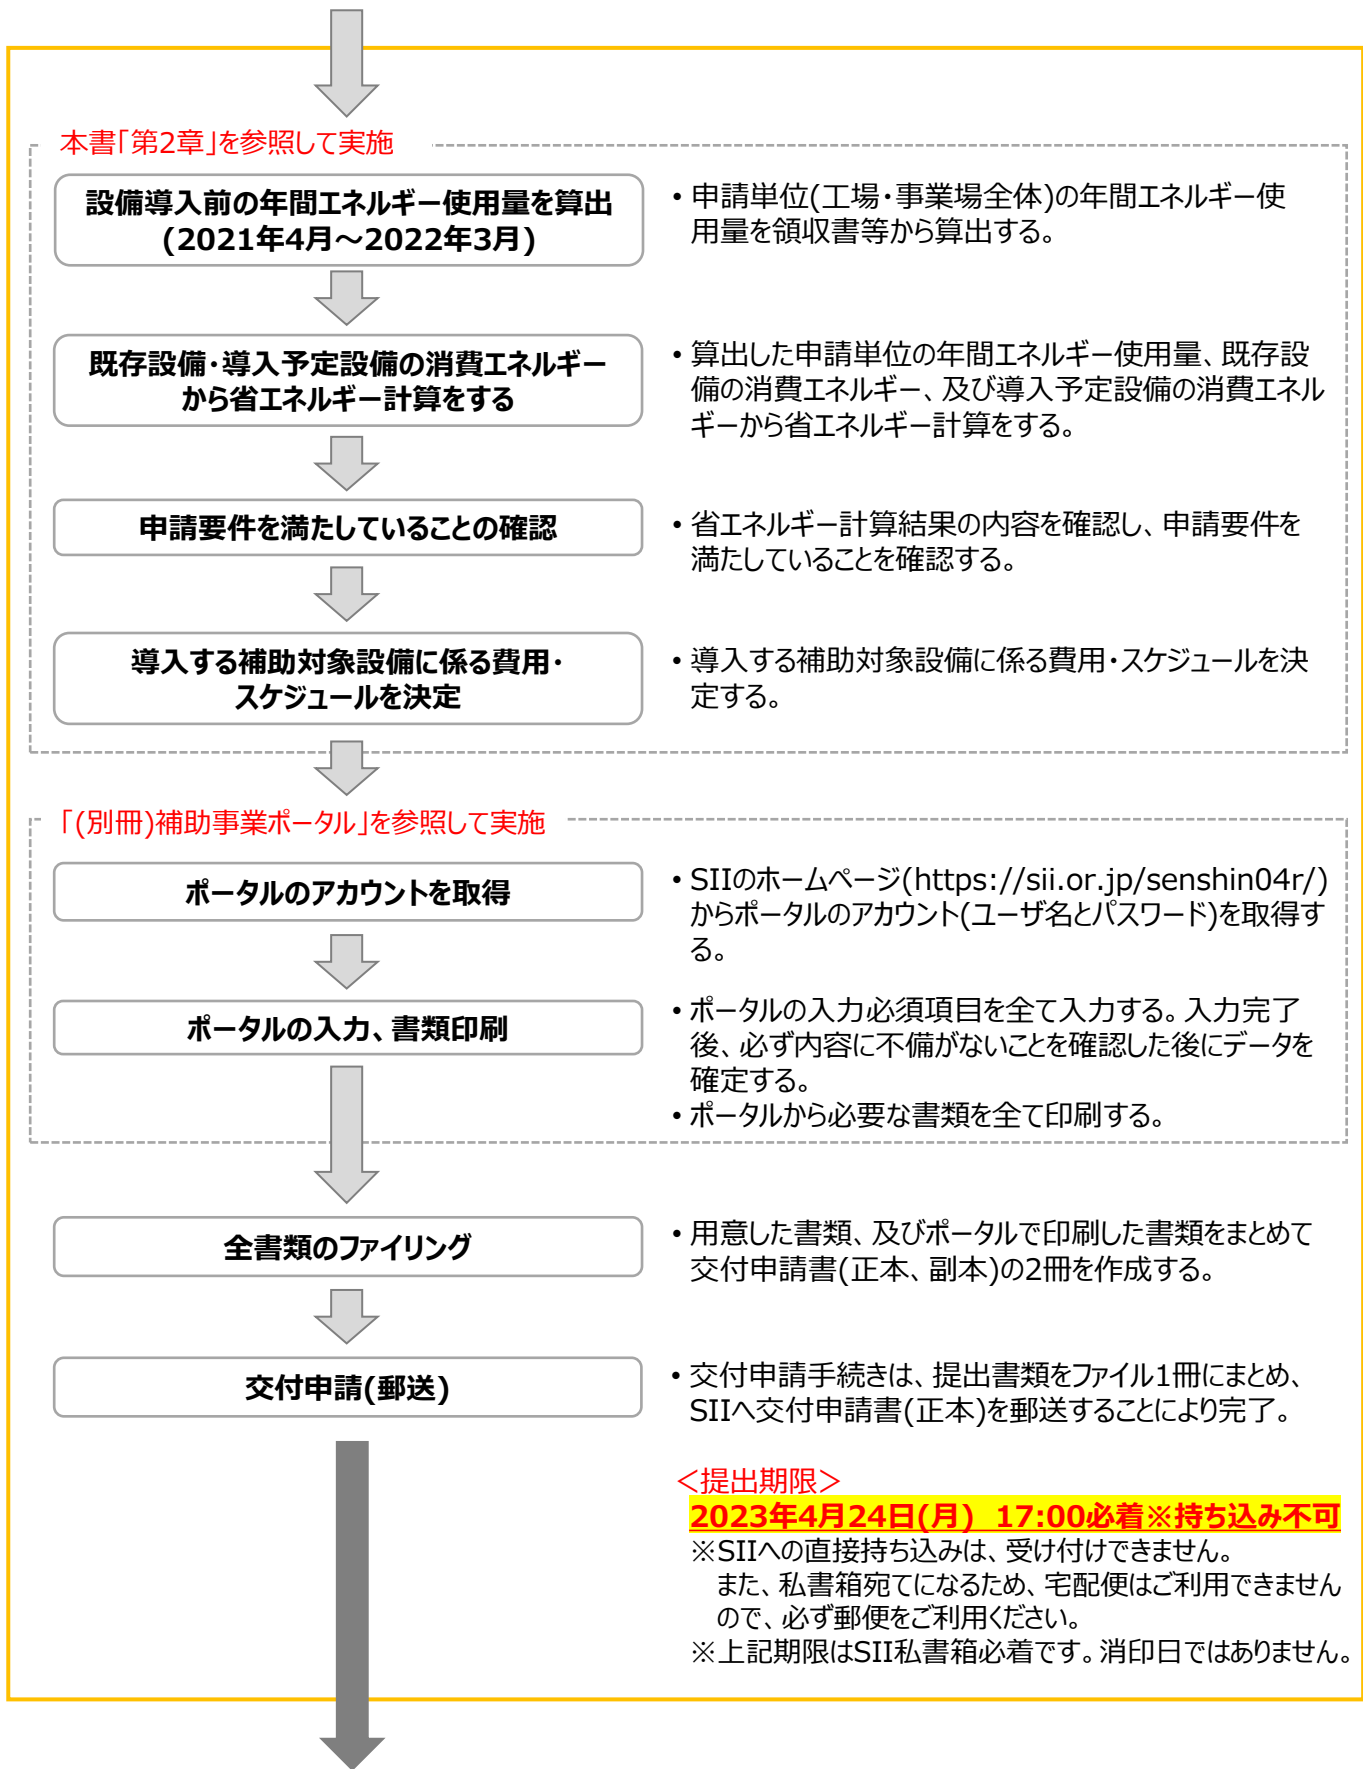 本書「第2章」を参照して実施
設備導入前の年間エネルギー使用量を算出
(2021年4月～2022年3月)
• 申請単位(工場・事業場全体)の年間エネルギー使
用量を領収書等から算出する。
既存設備・導入予定設備の消費エネルギー
から省エネルギー計算をする
• 算出した申請単位の年間エネルギー使用量、既存設
備の消費エネルギー、及び導入予定設備の消費エネル
ギーから省エネルギー計算をする。
申請要件を満たしていることの確認
• 省エネルギー計算結果の内容を確認し、申請要件を
満たしていることを確認する。
導入する補助対象設備に係る費用・
スケジュールを決定
• 導入する補助対象設備に係る費用・スケジュールを決
定する。
「(別冊)補助事業ポータル」を参照して実施
ポータルのアカウントを取得
• SIIのホームページ(https://sii.or.jp/senshin04r/)
からポータルのアカウント(ユーザ名とパスワード)を取得す
る。
ポータルの入力、書類印刷
• ポータルの入力必須項目を全て入力する。入力完了
後、必ず内容に不備がないことを確認した後にデータを
確定する。
• ポータルから必要な書類を全て印刷する。
全書類のファイリング
• 用意した書類、及びポータルで印刷した書類をまとめて
交付申請書(正本、副本)の2冊を作成する。
交付申請(郵送)
• 交付申請手続きは、提出書類をファイル1冊にまとめ、
SIIへ交付申請書(正本)を郵送することにより完了。
＜提出期限＞
2023年4月24日(月) 17:00必着※持ち込み不可
※SIIへの直接持ち込みは、受け付けできません。
また、私書箱宛てになるため、宅配便はご利用できません
ので、必ず郵便をご利用ください。
※上記期限はSII私書箱必着です。消印日ではありません。